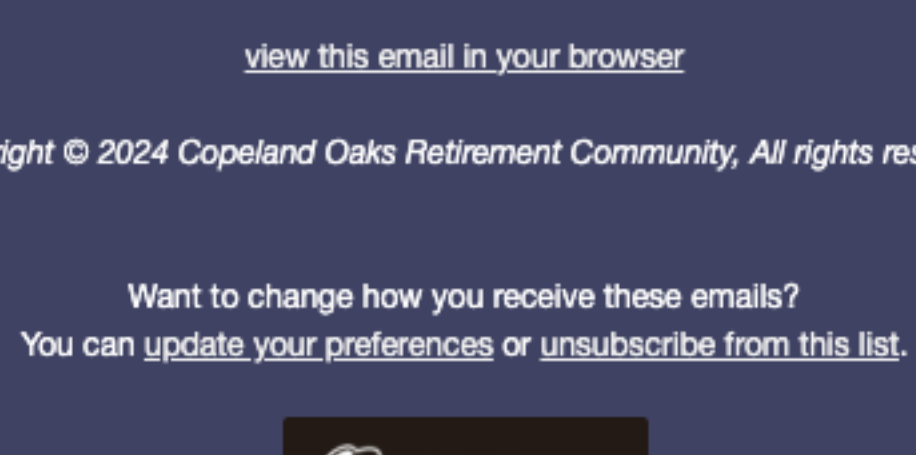 view this email in your browser
right © 2024 Copeland Oaks Retirement Community, All rights res
Want to change how you receive these emails?
You can update your preferences or unsubscribe from this list.